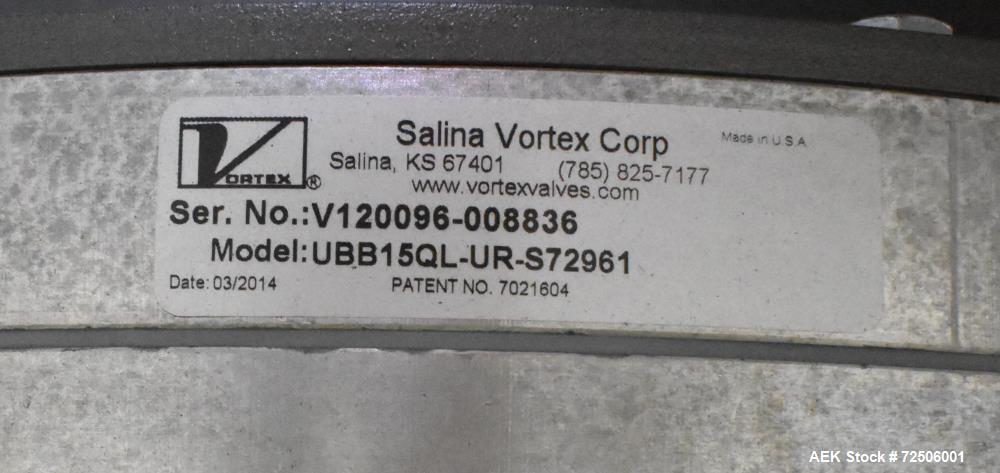 VORTEX®
Salina Vortex Corp
Made in U S A
Salina, KS 67401 (785) 825-7177
www.vortexvalves.com
Ser. No.:V120096-008836
Model:UBB15QL-UR-S72961
Date: 03/2014 PATENT NO. 7021604
AEK Stock # 72506001